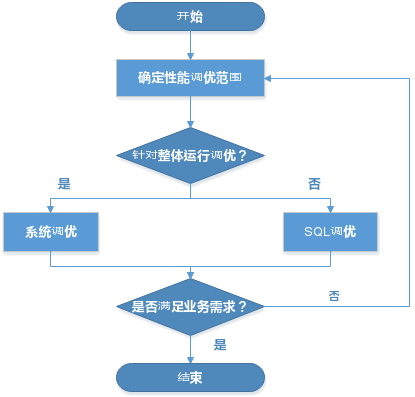 开始
确定性能调优范围
针对整体运行调优？
是
否
系统调优
SQL调优
是否满足业务需求？
否
是
结束